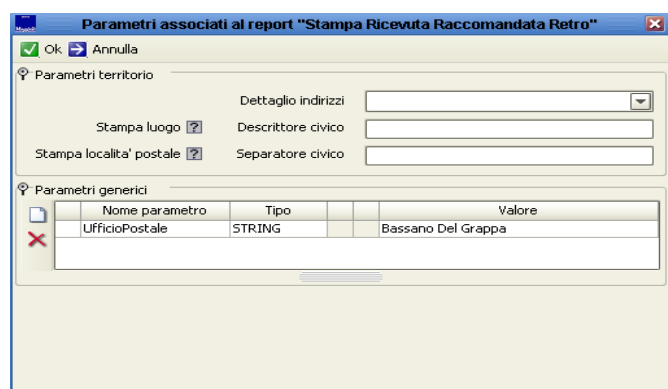 Parametri associati al report "Stampa Ricevuta Raccomandata Retro"
Ok Annulla
Parametri territorio
Dettaglio indirizzi
Stampa luogo ? Descrittore civico
Stampa localita' postale ? Separatore civico
Parametri generici
Nome parametro Tipo Valore
UfficioPostale STRING Bassano Del Grappa